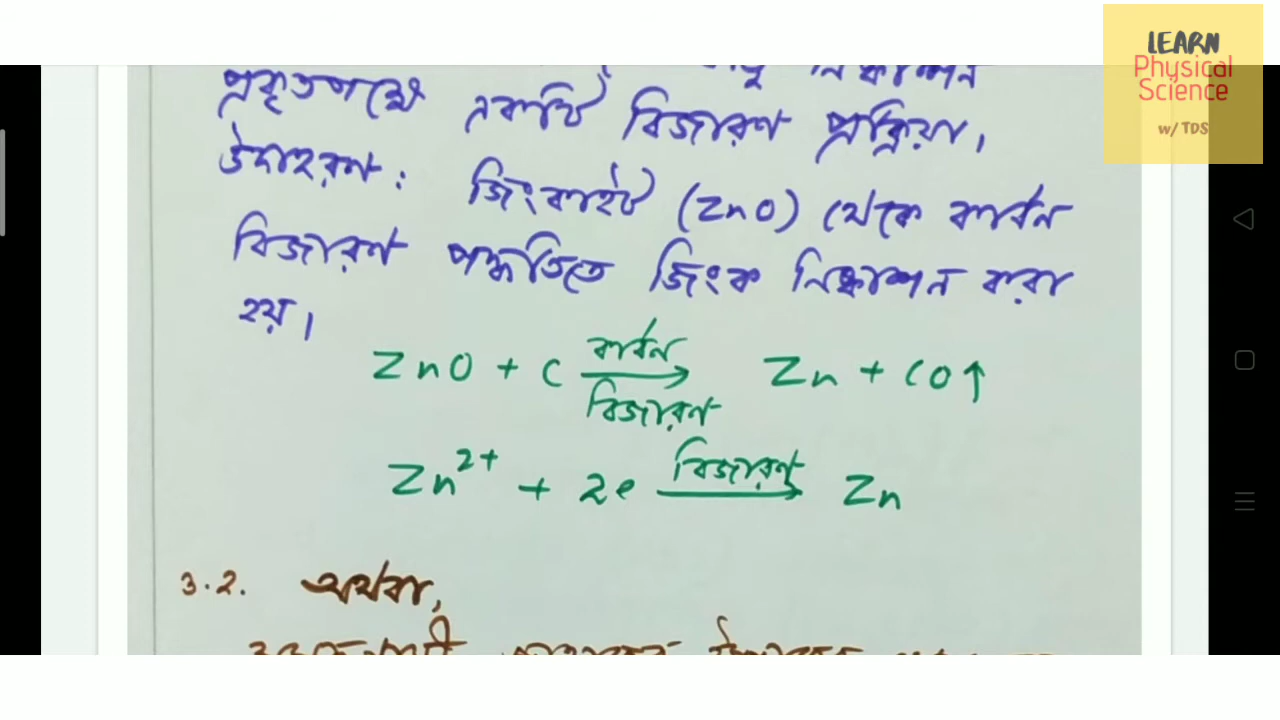 LEARN
Physical
Science
w/ TDS
নিষ্কাশন
প্রকৃতপক্ষে একটি বিজারণ প্রক্রিয়া।
উদাহরণ: জিংকাইট (ZnO) থেকে কার্বন
বিজারণ পদ্ধতিতে জিংক নিষ্কাশন করা
হয়।
ZnO + C কার্বন বিজারণ → Zn + CO↑
Zn²⁺ + 2e বিজারণ → Zn
3.2. অথবা,